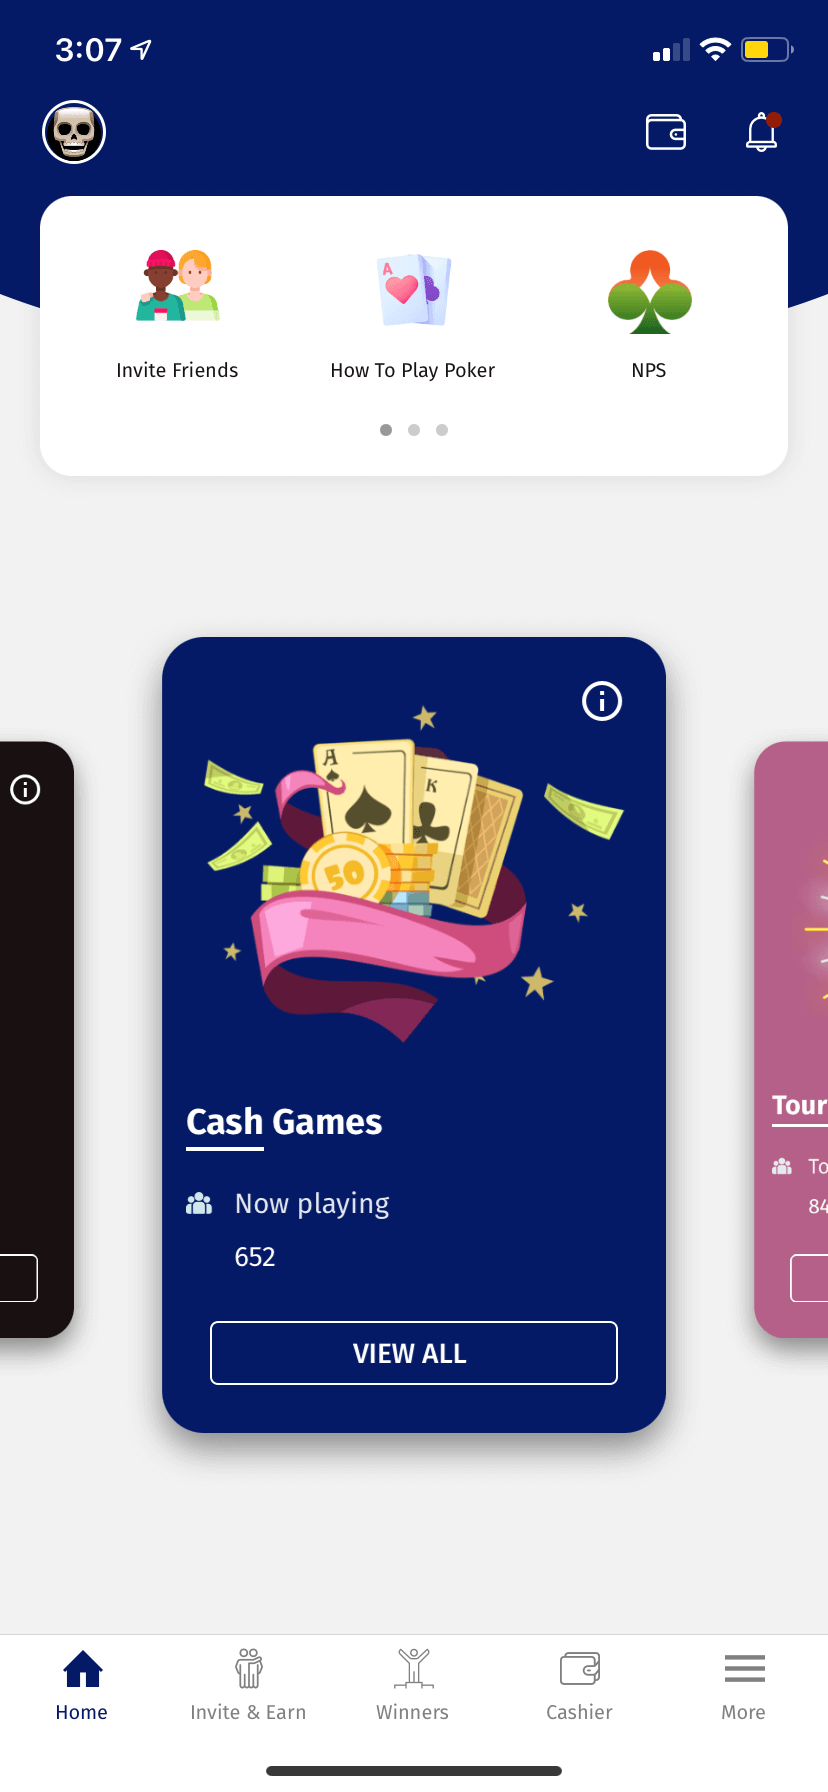 3:07
Invite Friends
How To Play Poker
NPS
A
A
K
50
Cash Games
Now playing
652
VIEW ALL
Tour
To
84
Home
Invite & Earn
Winners
Cashier
More